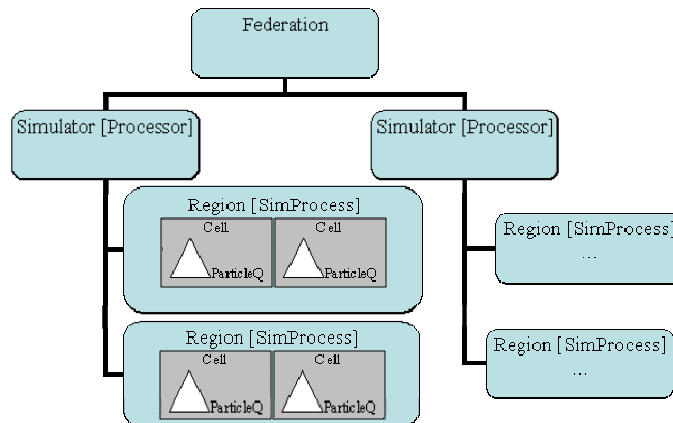 Federation
Simulator [Processor]
Simulator [Processor]
Region [SimProcess]
Cell
Cell
ParticleQ
ParticleQ
Region [SimProcess]
...
Region [SimProcess]
Cell
Cell
ParticleQ
ParticleQ
Region [SimProcess]
...